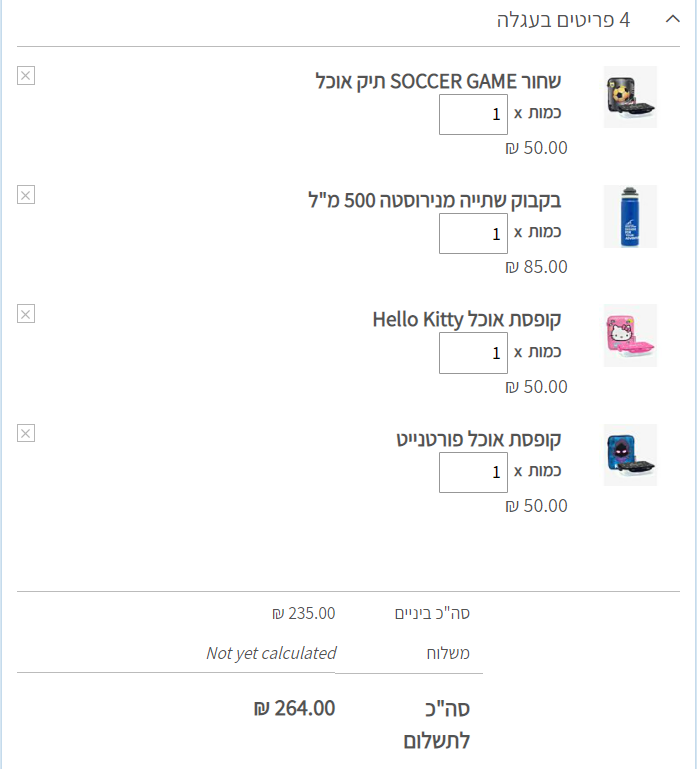 4 פריטים בעגלה
שחור SOCCER GAME תיק אוכל
כמות x 1
50.00 ₪
בקבוק שתייה מנירוסטה 500 מ"ל
כמות x 1
85.00 ₪
קופסת אוכל Hello Kitty
כמות x 1
50.00 ₪
קופסת אוכל פורטנייט
כמות x 1
50.00 ₪
סה"כ ביניים 235.00 ₪
משלוח Not yet calculated
סה"כ 264.00 ₪
לתשלום